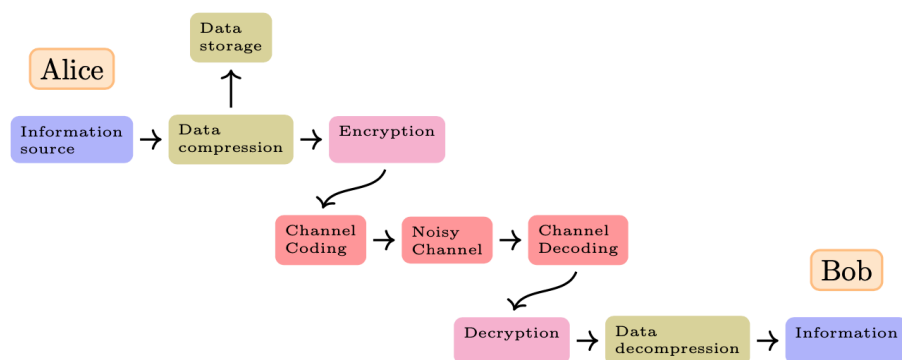 Data
storage
Alice
Information
source
Data
compression
Encryption
Channel
Coding
Noisy
Channel
Channel
Decoding
Bob
Decryption
Data
decompression
Information